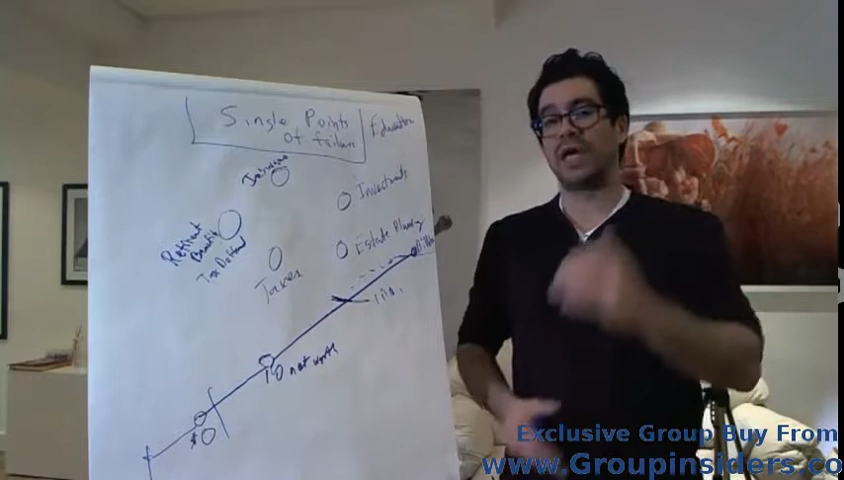 Single Points
of failure
Education
Insurance
Investments
Retirement
Benefits
Tax Deferred
Estate Planning
Taxes
1 mil.
10 net worth
$0
Exclusive Group Buy From
www.Groupinsiders.co